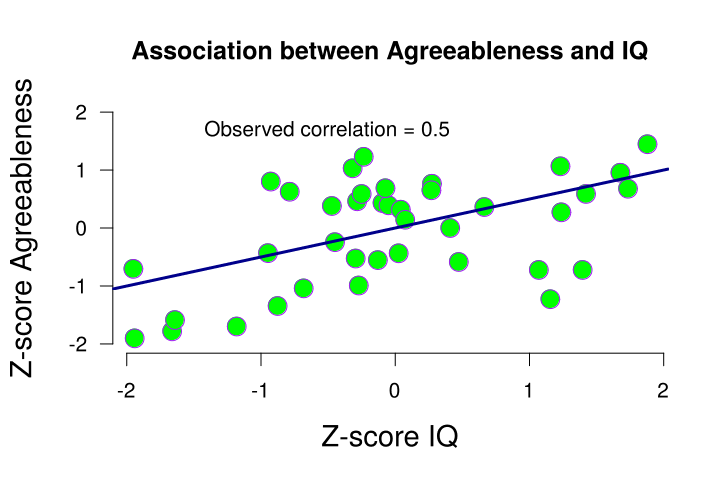 Association between Agreeableness and IQ
Observed correlation = 0.5
Z-score Agreeableness
2
1
0
-1
-2
-2
-1
0
1
2
Z-score IQ